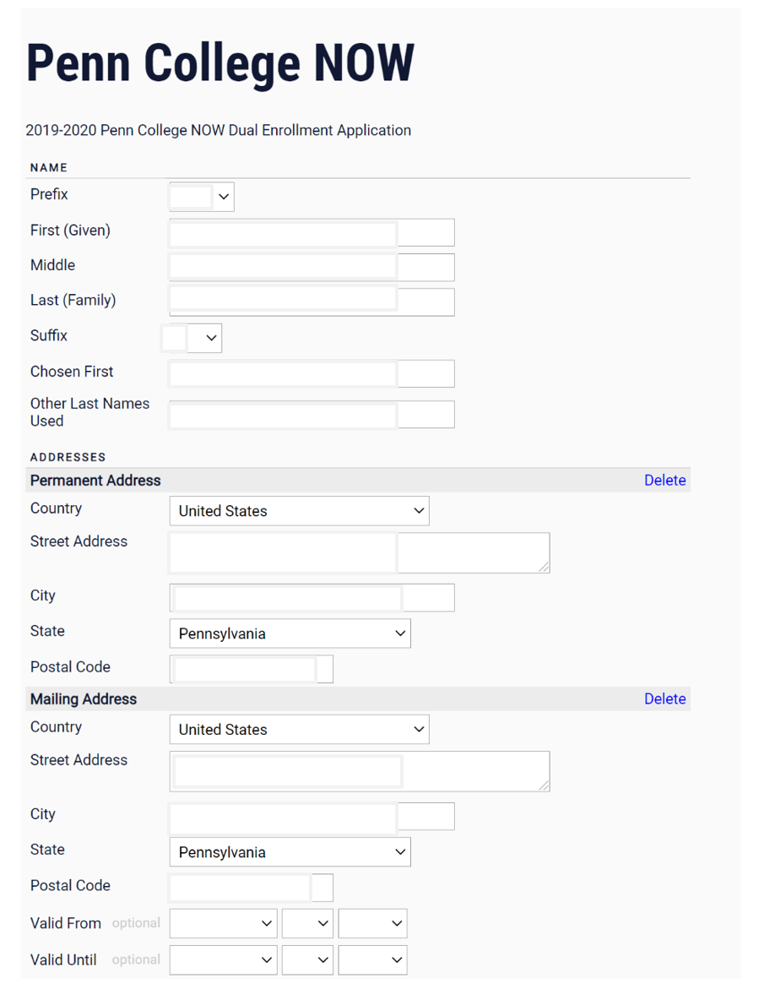 Penn College NOW
2019-2020 Penn College NOW Dual Enrollment Application
NAME
Prefix
First (Given)
Middle
Last (Family)
Suffix
Chosen First
Other Last Names
Used
ADDRESSES
Permanent Address Delete
Country United States
Street Address
City
State Pennsylvania
Postal Code
Mailing Address Delete
Country United States
Street Address
City
State Pennsylvania
Postal Code
Valid From optional
Valid Until optional